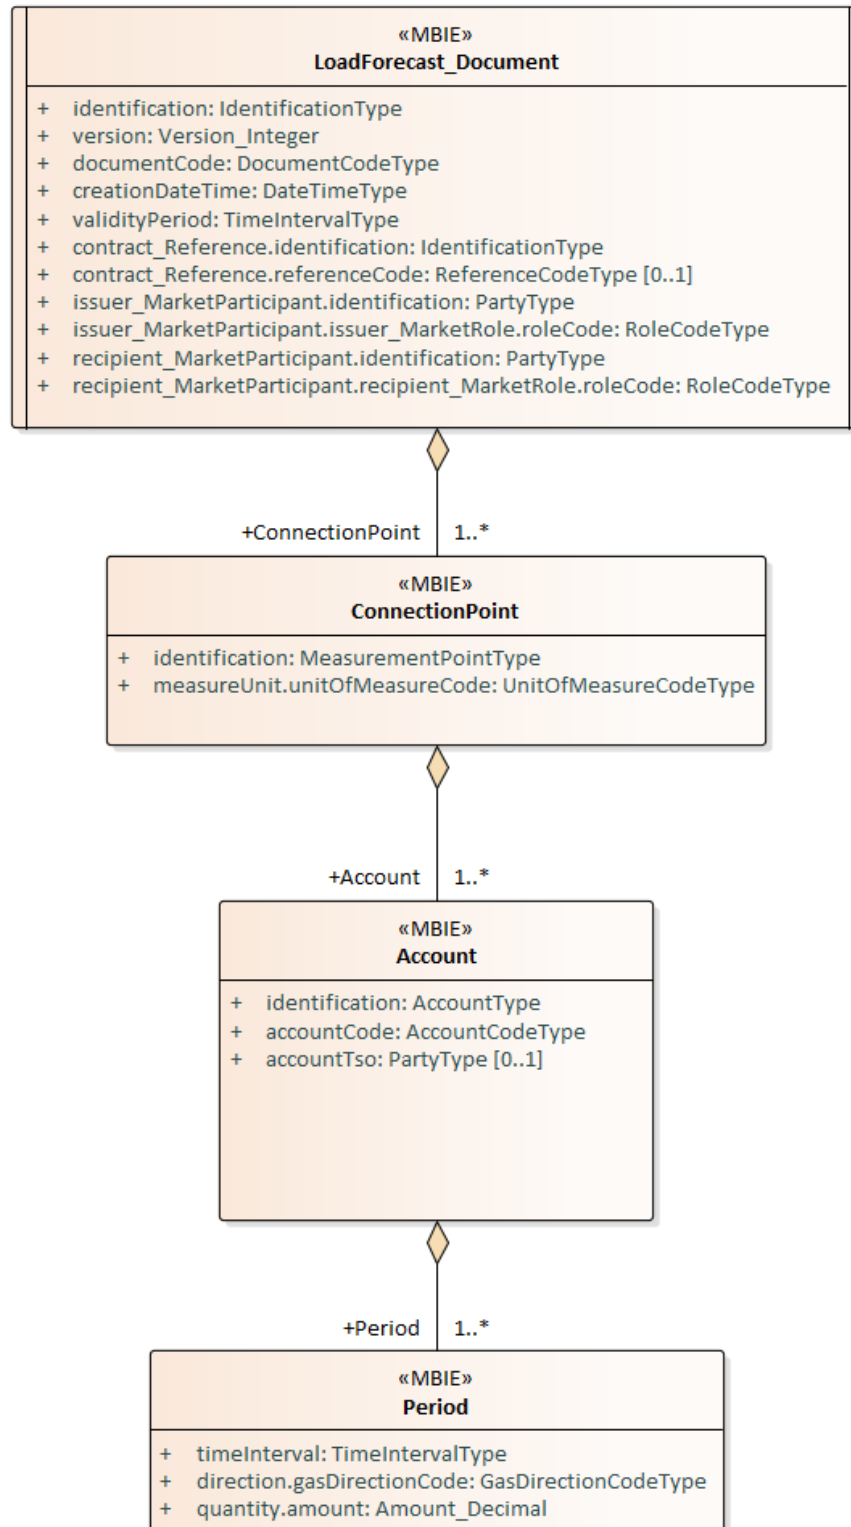 «MBIE»
LoadForecast_Document
+ identification: IdentificationType
+ version: Version_Integer
+ documentCode: DocumentCodeType
+ creationDateTime: DateTimeType
+ validityPeriod: TimeIntervalType
+ contract_Reference.identification: IdentificationType
+ contract_Reference.referenceCode: ReferenceCodeType [0..1]
+ issuer_MarketParticipant.identification: PartyType
+ issuer_MarketParticipant.issuer_MarketRole.roleCode: RoleCodeType
+ recipient_MarketParticipant.identification: PartyType
+ recipient_MarketParticipant.recipient_MarketRole.roleCode: RoleCodeType
+ConnectionPoint 1..*
«MBIE»
ConnectionPoint
+ identification: MeasurementPointType
+ measureUnit.unitOfMeasureCode: UnitOfMeasureCodeType
+Account 1..*
«MBIE»
Account
+ identification: AccountType
+ accountCode: AccountCodeType
+ accountTso: PartyType [0..1]
+Period 1..*
«MBIE»
Period
+ timeInterval: TimeIntervalType
+ direction.gasDirectionCode: GasDirectionCodeType
+ quantity.amount: Amount_Decimal